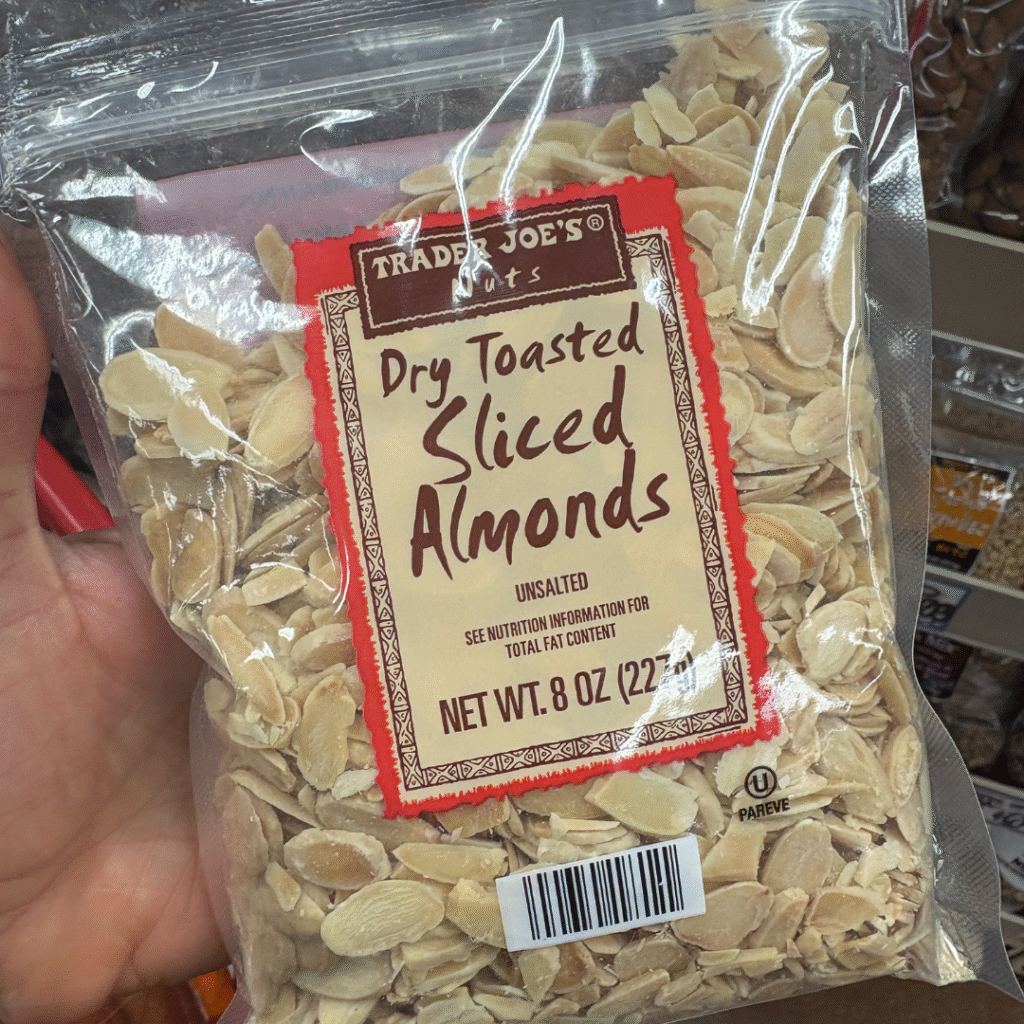 TRADER JOE'S®
Nuts
Dry Toasted
Sliced
Almonds
UNSALTED
SEE NUTRITION INFORMATION FOR
TOTAL FAT CONTENT
NET WT. 8 OZ (227g)
U
PAREVE